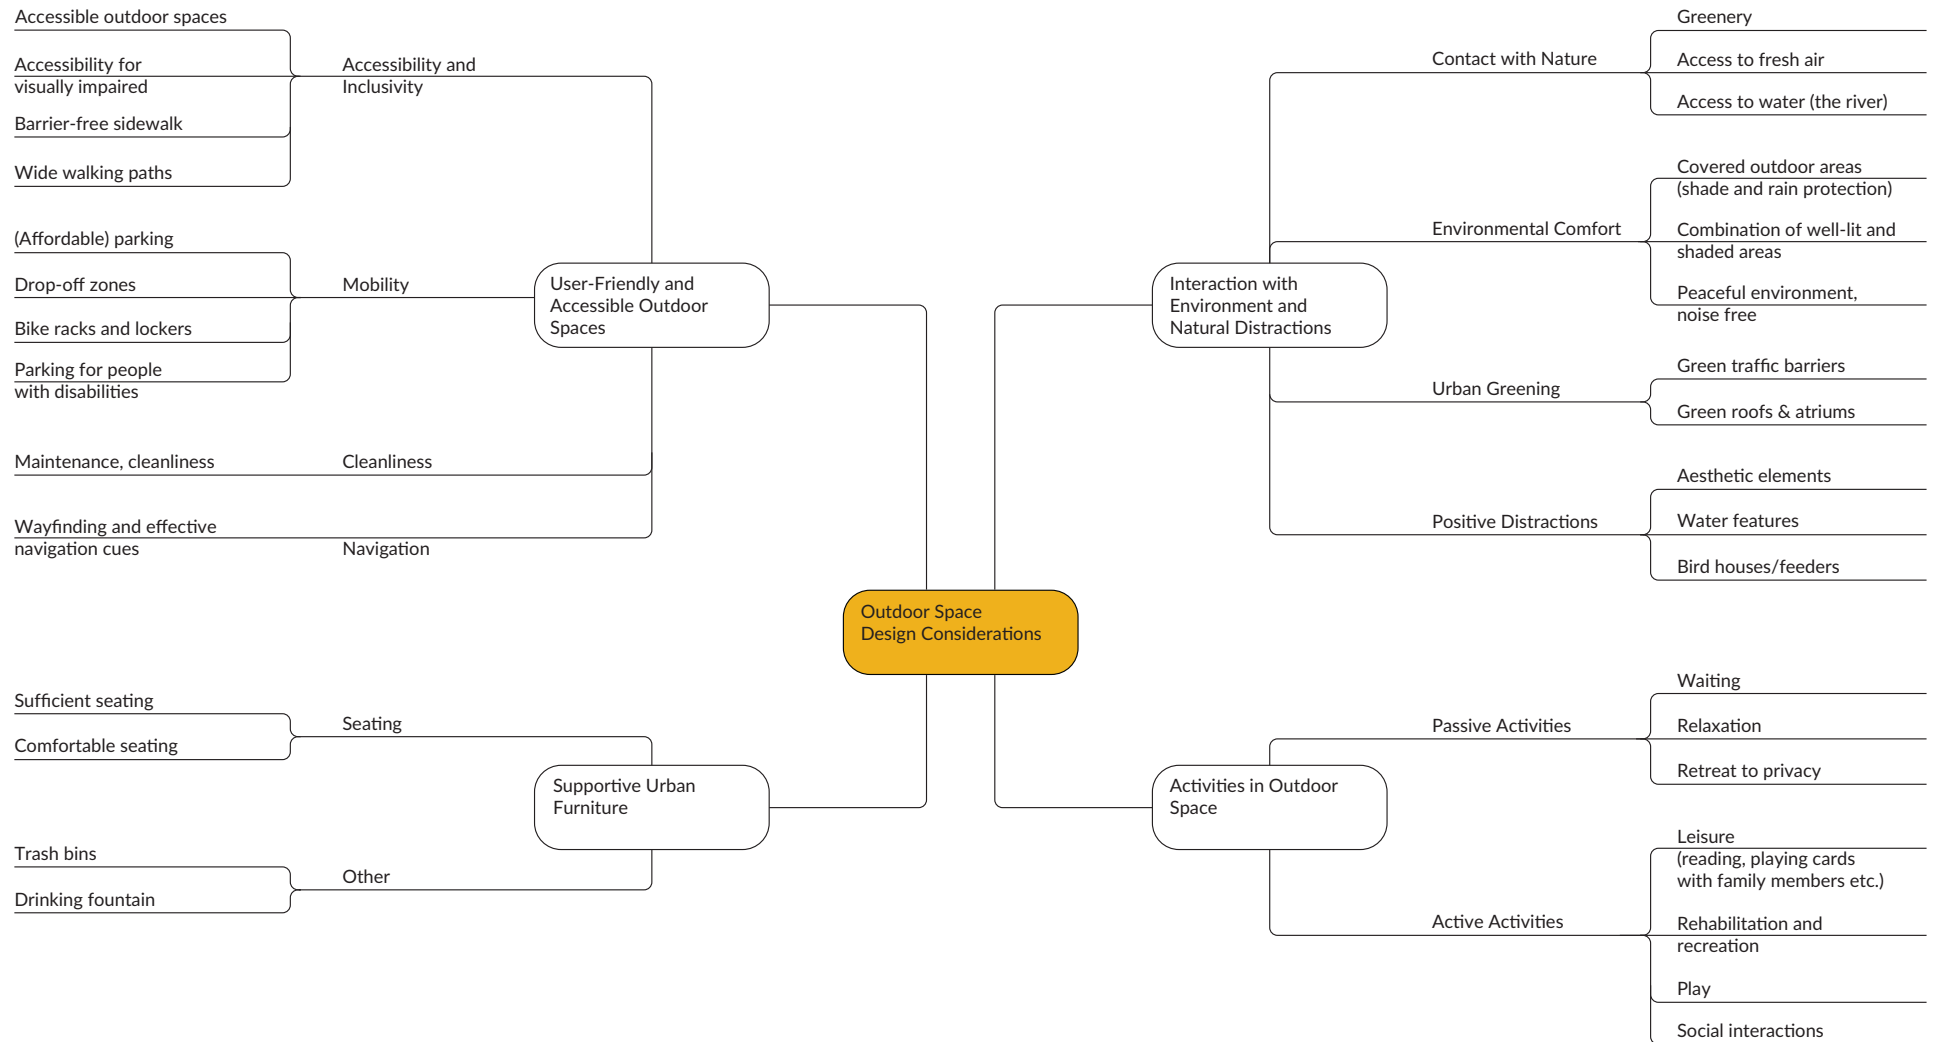 Accessible outdoor spaces
Accessibility for
visually impaired
Barrier-free sidewalk
Wide walking paths
Accessibility and
Inclusivity
(Affordable) parking
Drop-off zones
Bike racks and lockers
Parking for people
with disabilities
Mobility
Maintenance, cleanliness
Cleanliness
Wayfinding and effective
navigation cues
Navigation
User-Friendly and
Accessible Outdoor
Spaces
Sufficient seating
Comfortable seating
Seating
Trash bins
Drinking fountain
Other
Supportive Urban
Furniture
Outdoor Space
Design Considerations
Interaction with
Environment and
Natural Distractions
Contact with Nature
Greenery
Access to fresh air
Access to water (the river)
Environmental Comfort
Covered outdoor areas
(shade and rain protection)
Combination of well-lit and
shaded areas
Peaceful environment,
noise free
Urban Greening
Green traffic barriers
Green roofs & atriums
Positive Distractions
Aesthetic elements
Water features
Bird houses/feeders
Activities in Outdoor
Space
Passive Activities
Waiting
Relaxation
Retreat to privacy
Active Activities
Leisure
(reading, playing cards
with family members etc.)
Rehabilitation and
recreation
Play
Social interactions